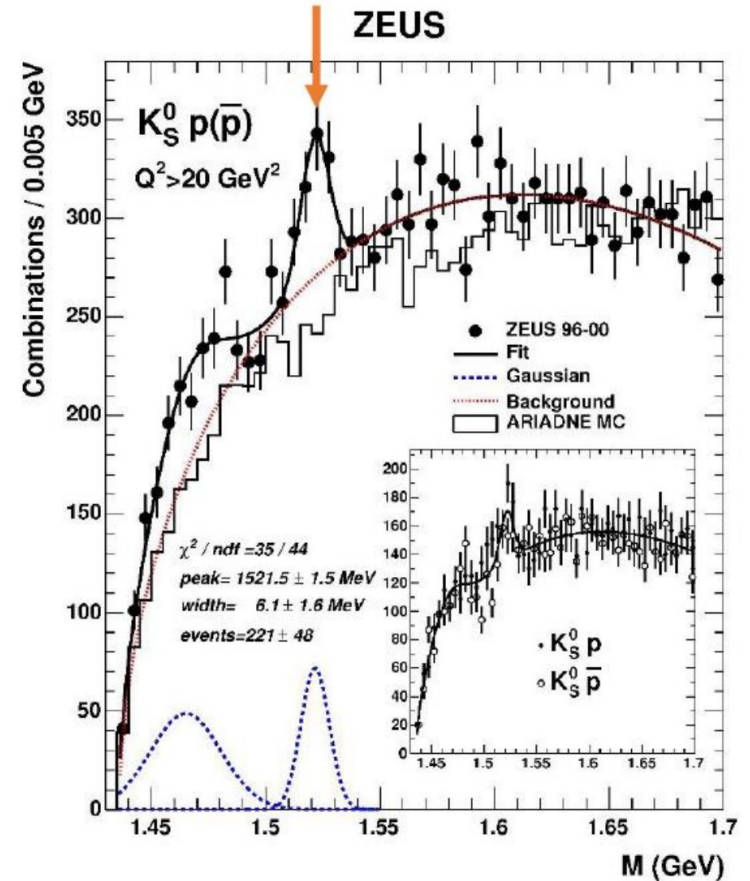 ZEUS
Combinations / 0.005 GeV
350
300
250
200
150
100
50
0
K⁰_S p(p̄)
Q²>20 GeV²
ZEUS 96-00
Fit
Gaussian
Background
ARIADNE MC
χ² / ndf =35 / 44
peak= 1521.5 ± 1.5 MeV
width= 6.1 ± 1.6 MeV
events=221 ± 48
200
180
160
140
120
100
80
60
40
20
0
K⁰_S p
K⁰_S p̄
1.45 1.5 1.55 1.6 1.65 1.7
1.45 1.5 1.55 1.6 1.65 1.7
M (GeV)